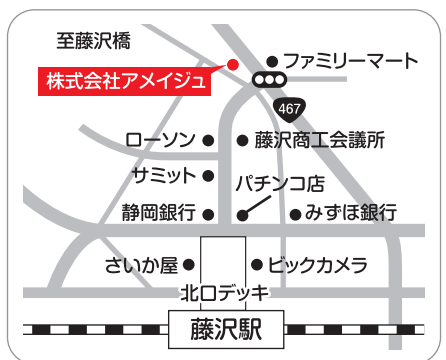 至藤沢橋
ファミリーマート
株式会社アメイジュ
467
ローソン
藤沢商工会議所
サミット
パチンコ店
静岡銀行
みずほ銀行
さいか屋
ビックカメラ
北口デッキ
藤沢駅